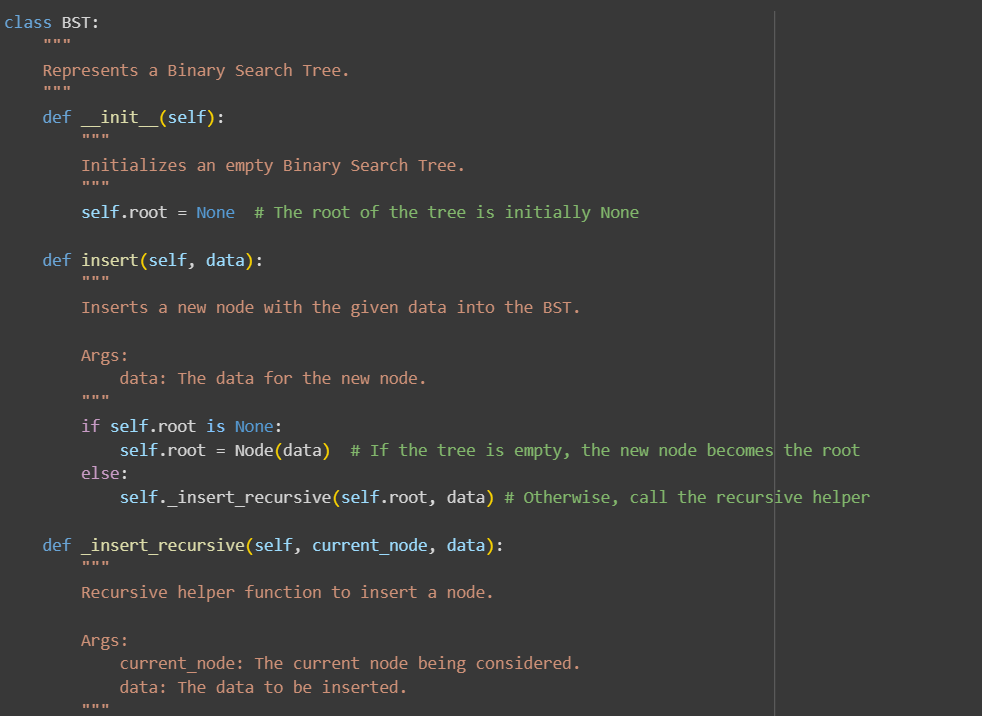 class BST:
    """
    Represents a Binary Search Tree.
    """
    def __init__(self):
        """
        Initializes an empty Binary Search Tree.
        """
        self.root = None  # The root of the tree is initially None

    def insert(self, data):
        """
        Inserts a new node with the given data into the BST.

        Args:
            data: The data for the new node.
        """
        if self.root is None:
            self.root = Node(data)  # If the tree is empty, the new node becomes the root
        else:
            self._insert_recursive(self.root, data) # Otherwise, call the recursive helper

    def _insert_recursive(self, current_node, data):
        """
        Recursive helper function to insert a node.

        Args:
            current_node: The current node being considered.
            data: The data to be inserted.
        """